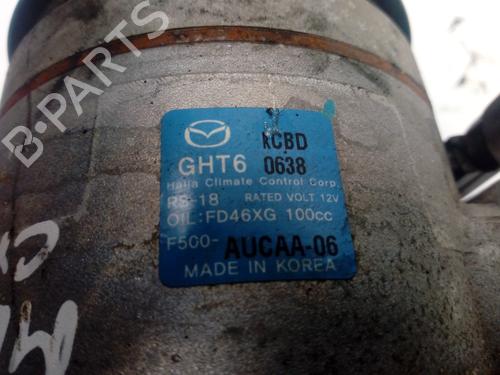 B-PARTS
KCBD
GHT6 0638
Halla Climate Control Corp.
RS-18 RATED VOLT 12V
OIL:FD46XG 100cc
F500-AUCAA-06
MADE IN KOREA
B-PARTS